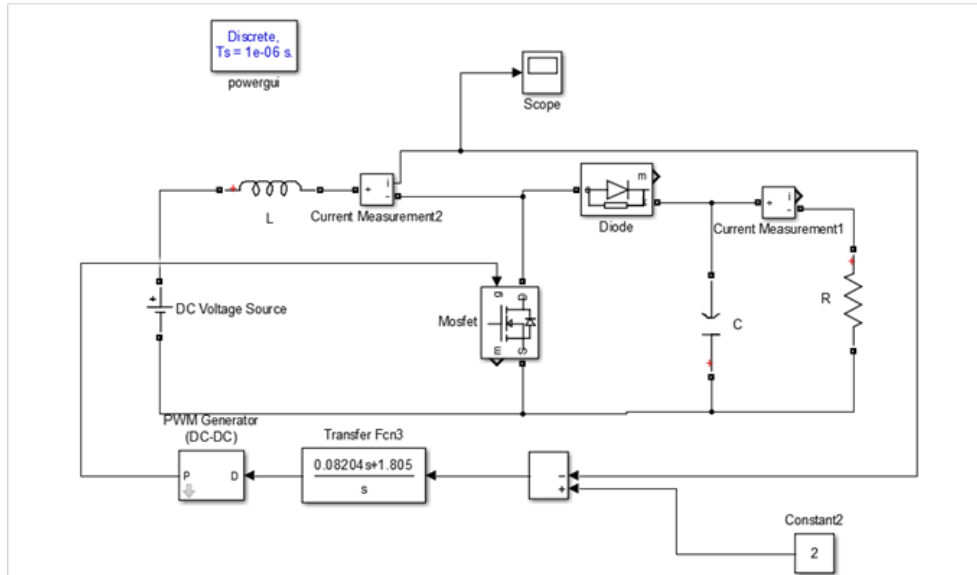 Discrete,
Ts = 1e-06 s.
powergui
Scope
+
i
-
L
Current Measurement2
m
Diode
+
i
-
Current Measurement1
+
DC Voltage Source
g
D
Mosfet
m
S
C
R
PWM Generator
(DC-DC)
P
D
Transfer Fcn3
0.08204s+1.805
s
−
+
Constant2
2